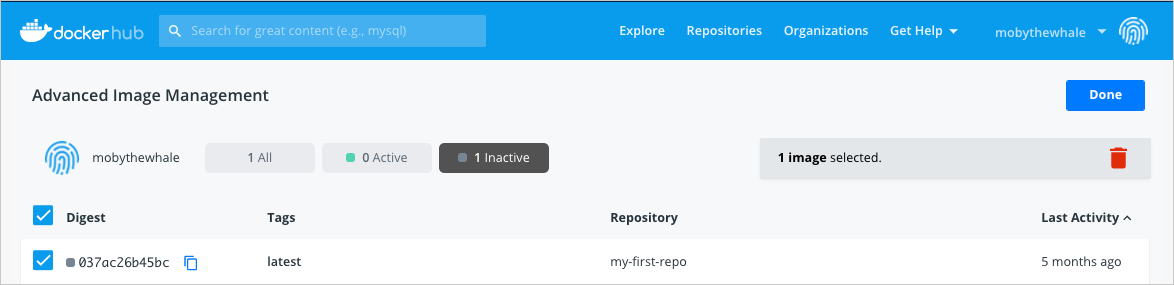 docker hub Search for great content (e.g., mysql) Explore Repositories Organizations Get Help mobythewhale
Advanced Image Management Done
mobythewhale 1 All 0 Active 1 Inactive 1 image selected.
Digest Tags Repository Last Activity
037ac26b45bc latest my-first-repo 5 months ago